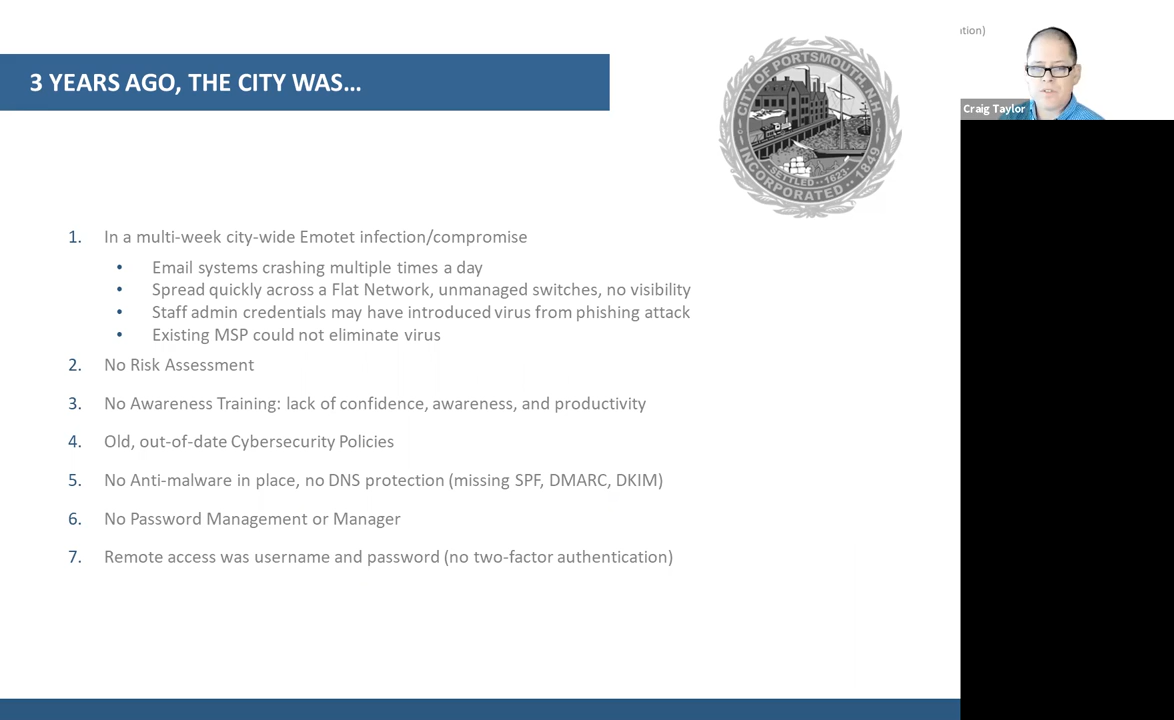 3 YEARS AGO, THE CITY WAS...
CITY OF PORTSMOUTH N.H.
SETTLED 1623
INCORPORATED 1849
ation)
Craig Taylor
1. In a multi-week city-wide Emotet infection/compromise
• Email systems crashing multiple times a day
• Spread quickly across a Flat Network, unmanaged switches, no visibility
• Staff admin credentials may have introduced virus from phishing attack
• Existing MSP could not eliminate virus
2. No Risk Assessment
3. No Awareness Training: lack of confidence, awareness, and productivity
4. Old, out-of-date Cybersecurity Policies
5. No Anti-malware in place, no DNS protection (missing SPF, DMARC, DKIM)
6. No Password Management or Manager
7. Remote access was username and password (no two-factor authentication)